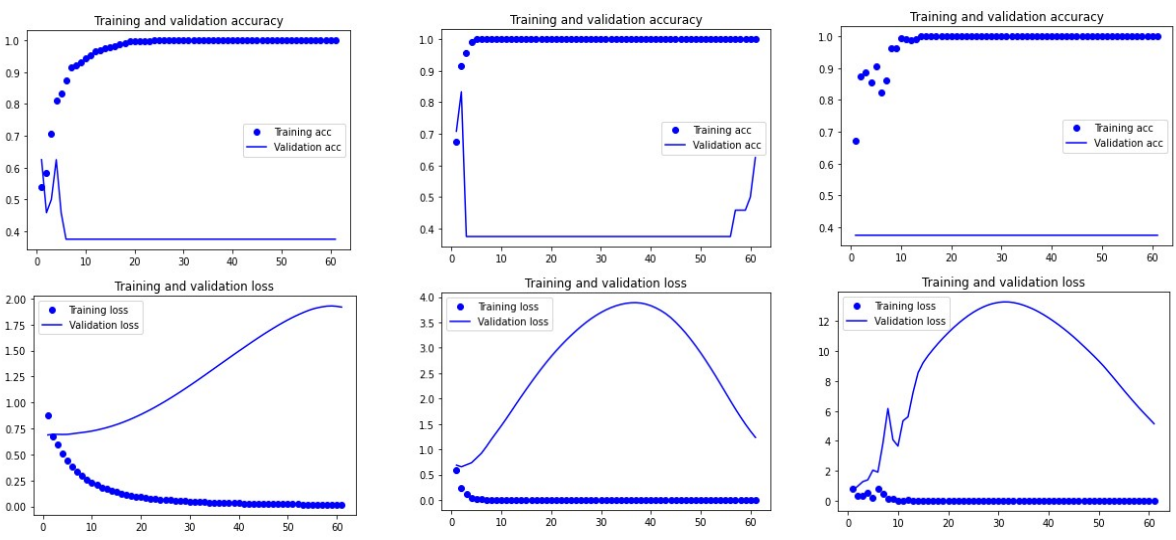 Training and validation accuracy
1.0
0.9
0.8
0.7
0.6
0.5
0.4
Training acc
Validation acc
0 10 20 30 40 50 60
Training and validation accuracy
1.0
0.9
0.8
0.7
0.6
0.5
0.4
Training acc
Validation acc
0 10 20 30 40 50 60
Training and validation accuracy
1.0
0.9
0.8
0.7
0.6
0.5
0.4
Training acc
Validation acc
0 10 20 30 40 50 60
Training and validation loss
2.00
1.75
1.50
1.25
1.00
0.75
0.50
0.25
0.00
Training loss
Validation loss
0 10 20 30 40 50 60
Training and validation loss
4.0
3.5
3.0
2.5
2.0
1.5
1.0
0.5
0.0
Training loss
Validation loss
0 10 20 30 40 50 60
Training and validation loss
12
10
8
6
4
2
0
Training loss
Validation loss
0 10 20 30 40 50 60